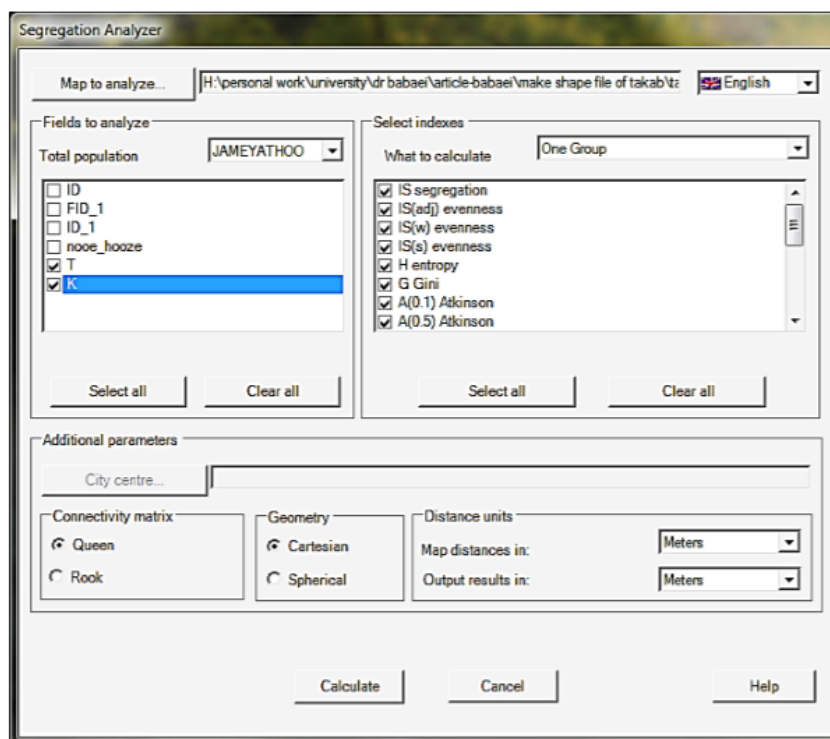 Segregation Analyzer
Map to analyze...
H:\personal work\university\dr babaei\article-babaei\make shape file of takab\ta
English
Fields to analyze
Total population
JAMEYATHOO
ID
FID_1
ID_1
nooe_hooze
T
K
Select all
Clear all
Select indexes
What to calculate
One Group
IS segregation
IS(adj) evenness
IS(w) evenness
IS(s) evenness
H entropy
G Gini
A(0.1) Atkinson
A(0.5) Atkinson
Select all
Clear all
Additional parameters
City centre...
Connectivity matrix
Queen
Rook
Geometry
Cartesian
Spherical
Distance units
Map distances in:
Meters
Output results in:
Meters
Calculate
Cancel
Help